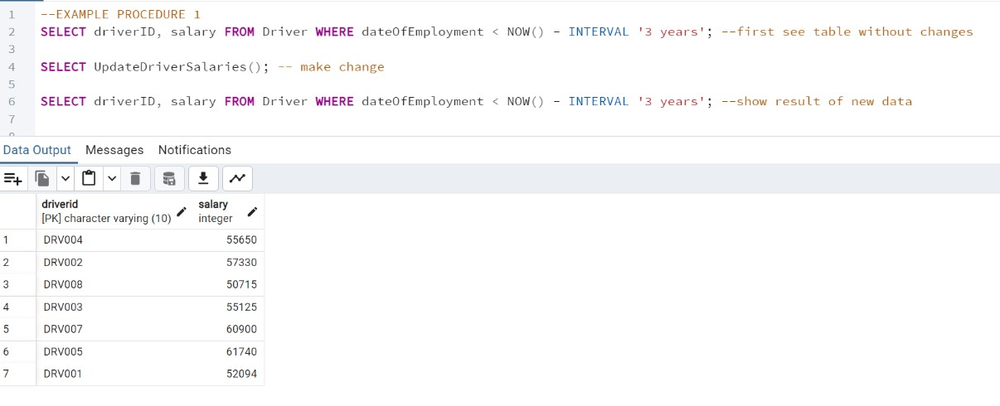 1 --EXAMPLE PROCEDURE 1
2 SELECT driverID, salary FROM Driver WHERE dateOfEmployment < NOW() - INTERVAL '3 years'; --first see table without changes
3
4 SELECT UpdateDriverSalaries(); -- make change
5
6 SELECT driverID, salary FROM Driver WHERE dateOfEmployment < NOW() - INTERVAL '3 years'; --show result of new data
7
Data Output Messages Notifications
driverid salary
[PK] character varying (10) integer
1 DRV004 55650
2 DRV002 57330
3 DRV008 50715
4 DRV003 55125
5 DRV007 60900
6 DRV005 61740
7 DRV001 52094